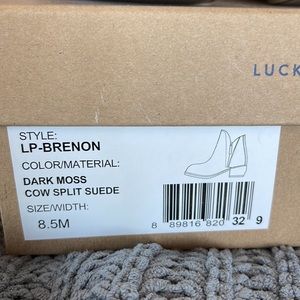 LUCK
STYLE:
LP-BRENON
COLOR/MATERIAL:
DARK MOSS
COW SPLIT SUEDE
SIZE/WIDTH:
8.5M
8 89816 820 32 9